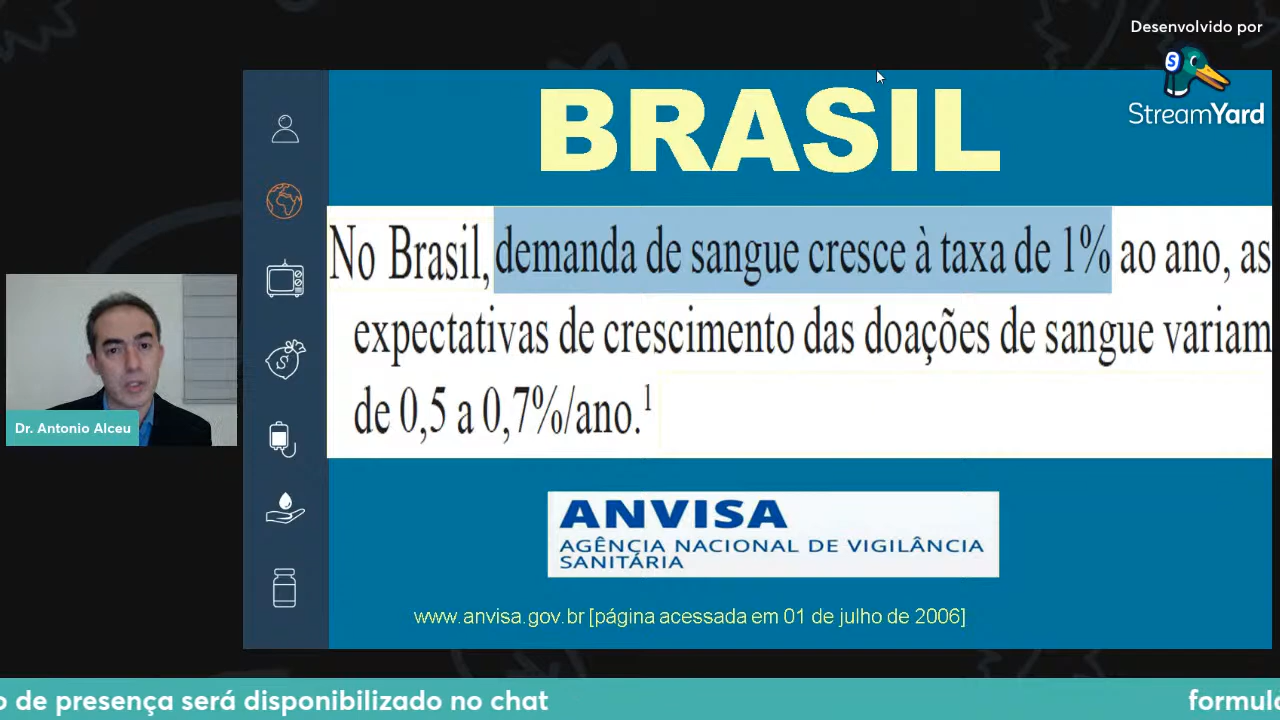 Desenvolvido por
StreamYard
BRASIL
No Brasil, demanda de sangue cresce à taxa de 1% ao ano, as
expectativas de crescimento das doações de sangue variam
de 0,5 a 0,7%/ano.¹
Dr. Antonio Alceu
ANVISA
AGÊNCIA NACIONAL DE VIGILÂNCIA
SANITÁRIA
www.anvisa.gov.br [página acessada em 01 de julho de 2006]
o de presença será disponibilizado no chat
formula